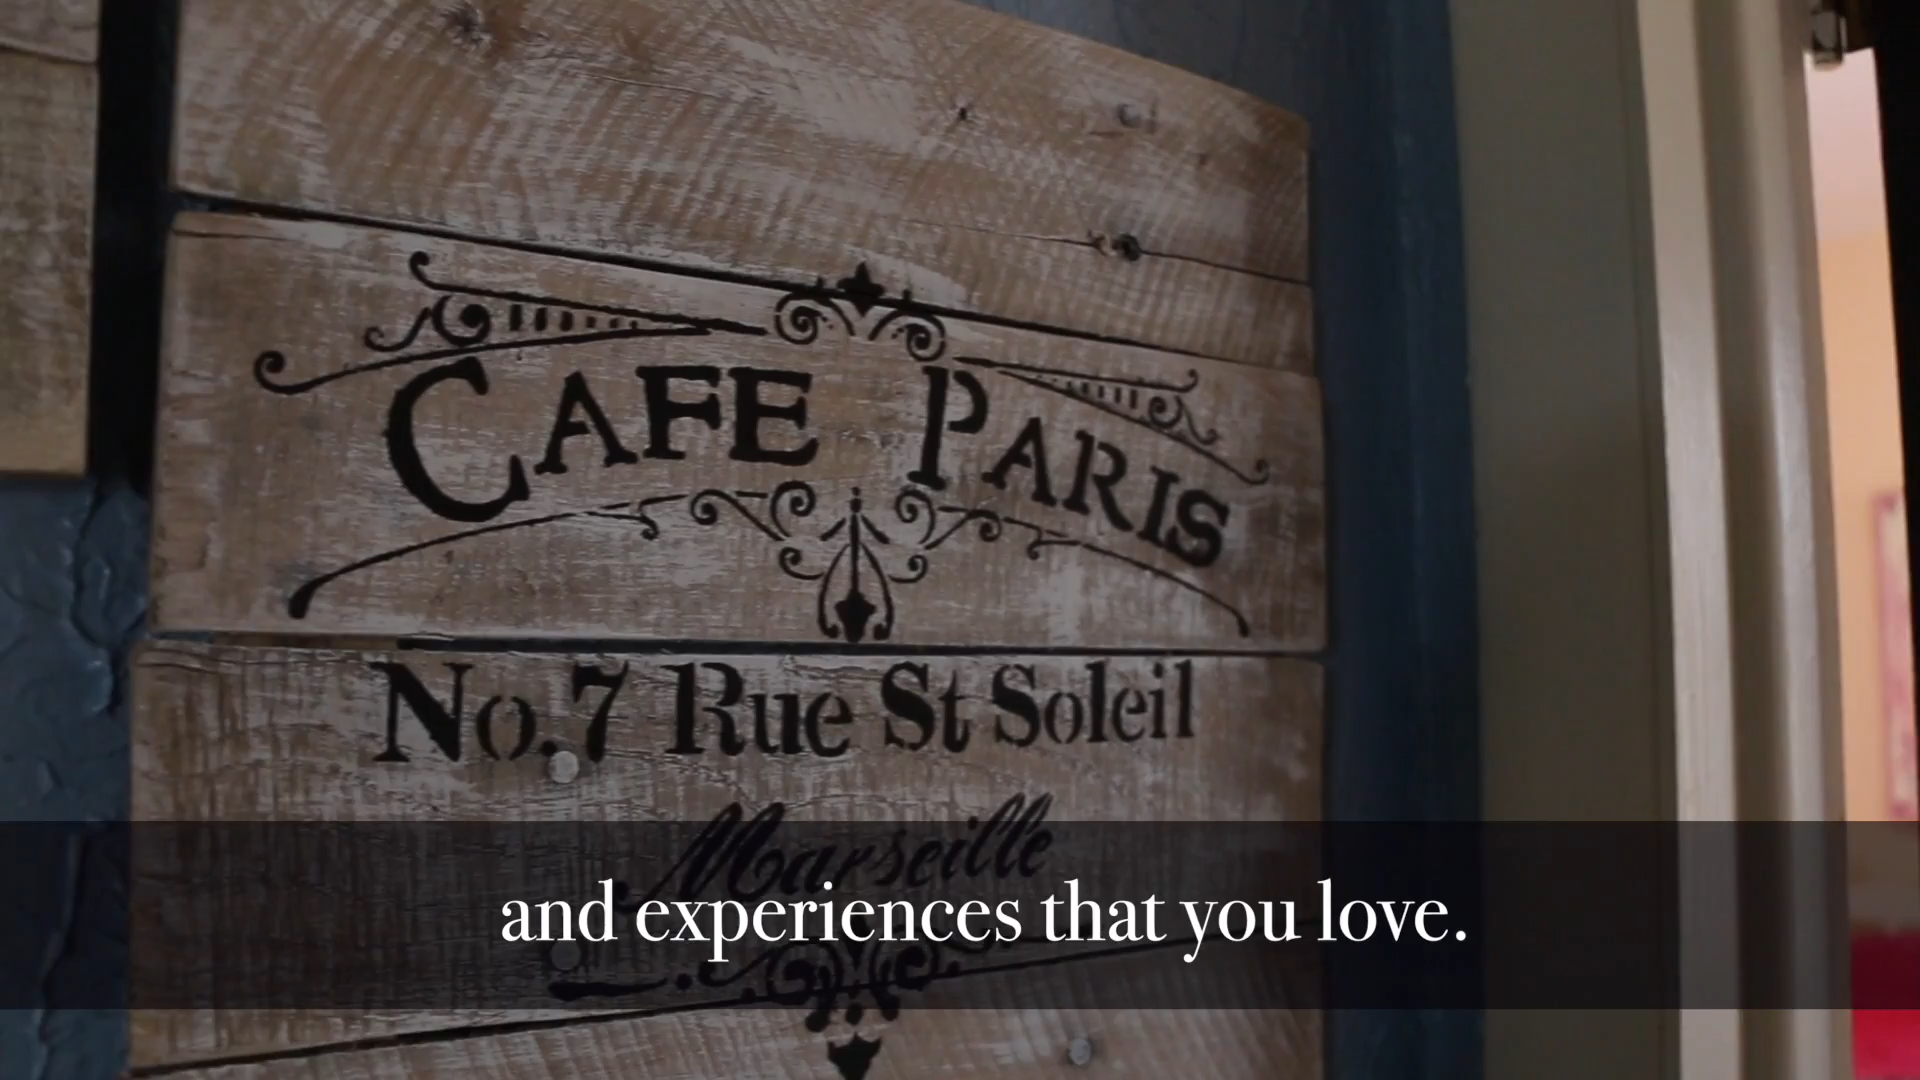 CAFE PARIS
No.7 Rue St Soleil
Marseille
and experiences that you love.